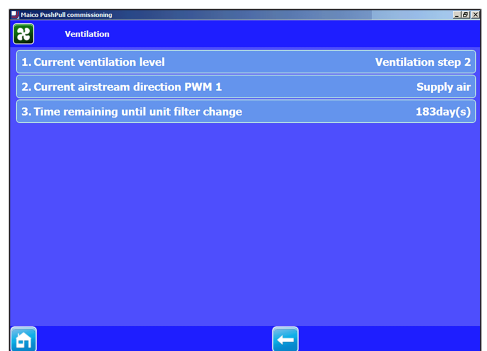 Maico PushPull commissioning
Ventilation
1. Current ventilation level Ventilation step 2
2. Current airstream direction PWM 1 Supply air
3. Time remaining until unit filter change 183day(s)